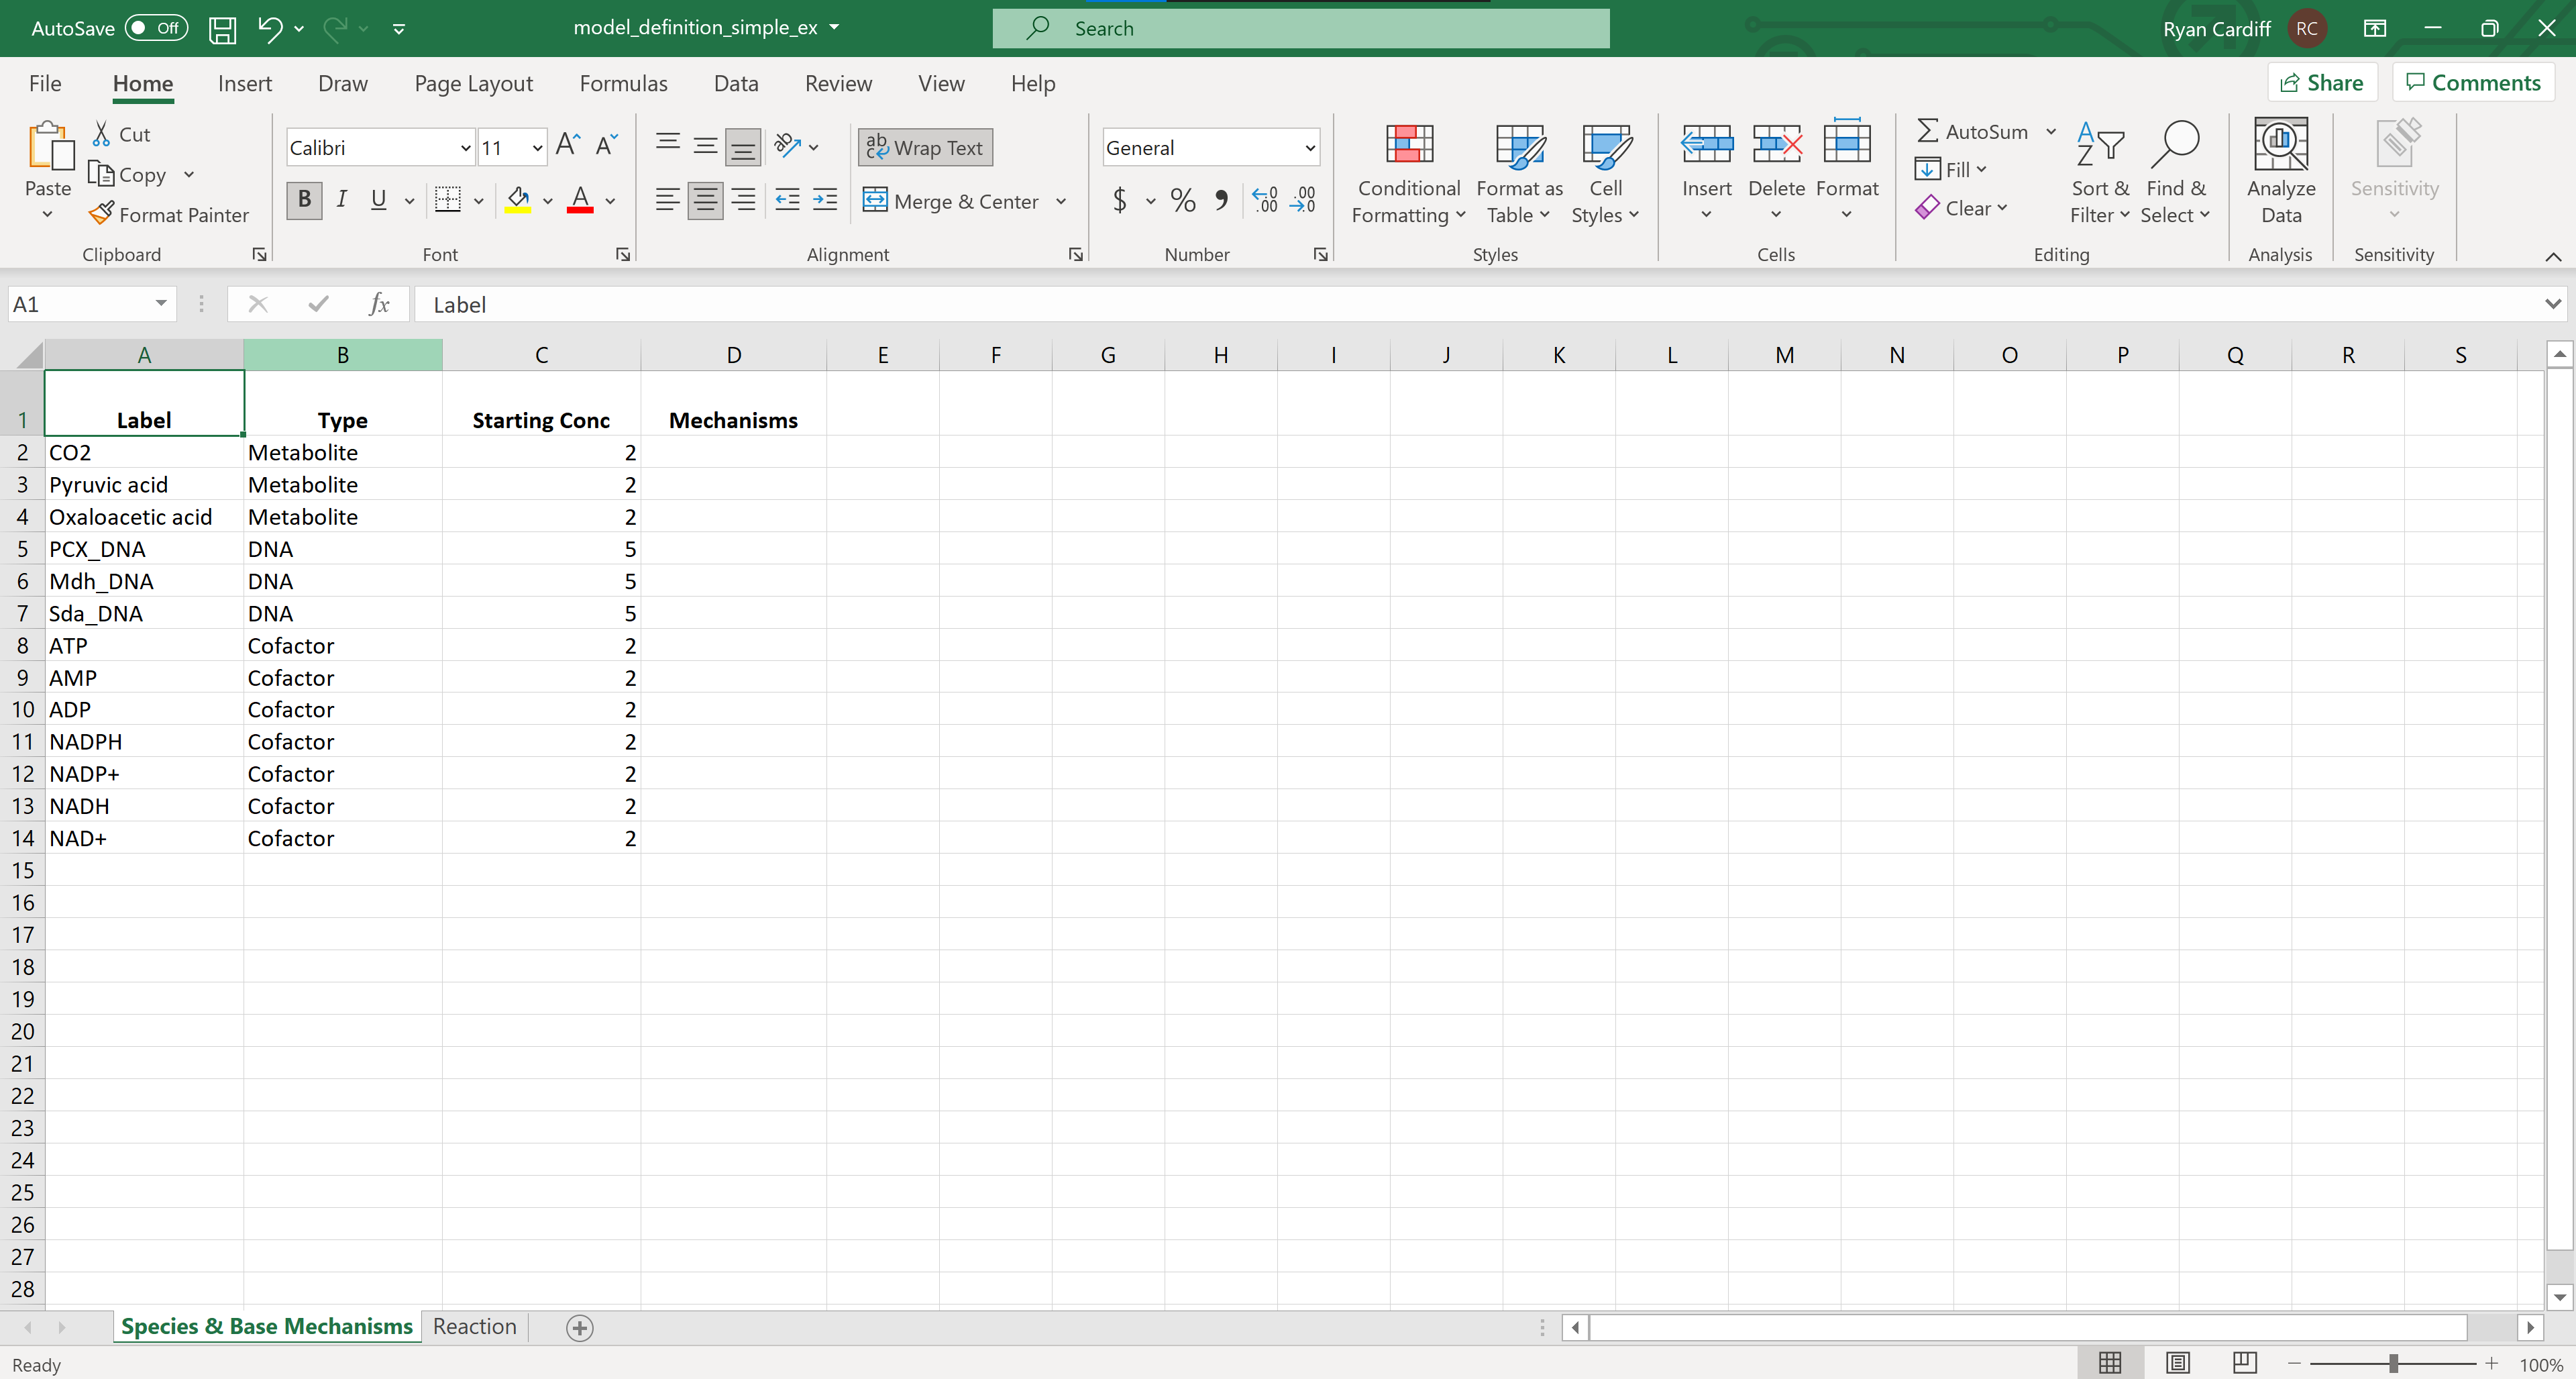 AutoSave Off model_definition_simple_ex Search Ryan Cardiff RC
File Home Insert Draw Page Layout Formulas Data Review View Help Share Comments
Paste
Cut
Copy
Format Painter
Clipboard
Calibri 11 A A
B I U A
Font
ab Wrap Text
Merge & Center
Alignment
General
$ % , .00 .00
Number
Conditional Formatting
Format as Table
Cell Styles
Styles
Insert Delete Format
Cells
AutoSum
Fill
Clear
Sort & Filter
Find & Select
Editing
Analyze Data
Analysis
Sensitivity
Sensitivity
A1 fx Label
A B C D E F G H I J K L M N O P Q R S
1 Label Type Starting Conc Mechanisms
2 CO2 Metabolite 2
3 Pyruvic acid Metabolite 2
4 Oxaloacetic acid Metabolite 2
5 PCX_DNA DNA 5
6 Mdh_DNA DNA 5
7 Sda_DNA DNA 5
8 ATP Cofactor 2
9 AMP Cofactor 2
10 ADP Cofactor 2
11 NADPH Cofactor 2
12 NADP+ Cofactor 2
13 NADH Cofactor 2
14 NAD+ Cofactor 2
15
16
17
18
19
20
21
22
23
24
25
26
27
28
Species & Base Mechanisms Reaction
Ready 100%